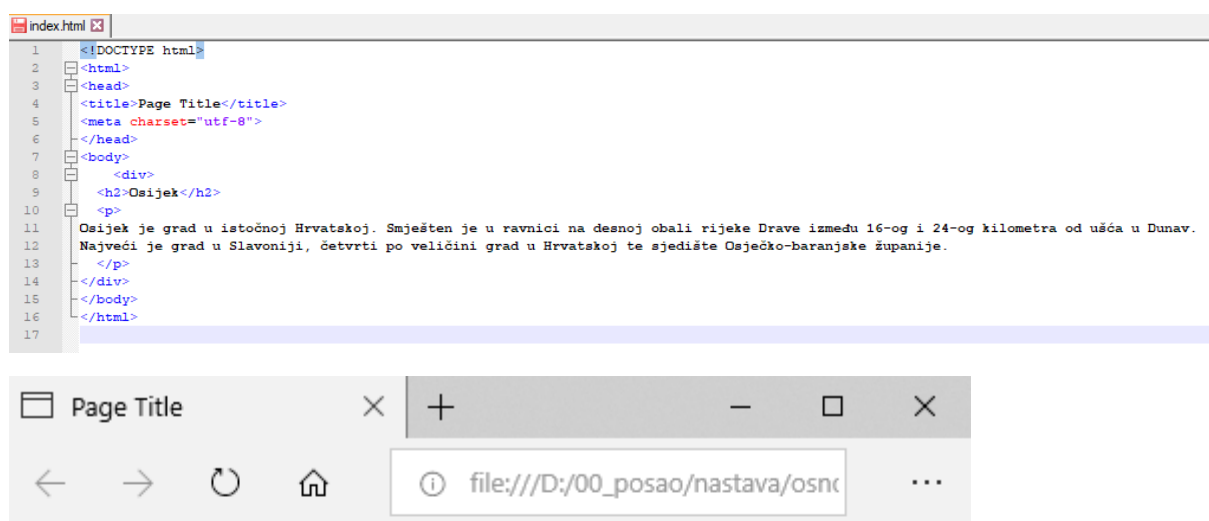 index.html
1 <!DOCTYPE html>
2 <html>
3 <head>
4 <title>Page Title</title>
5 <meta charset="utf-8">
6 </head>
7 <body>
8 <div>
9 <h2>Osijek</h2>
10 <p>
11 Osijek je grad u istočnoj Hrvatskoj. Smješten je u ravnici na desnoj obali rijeke Drave između 16-og i 24-og kilometra od ušća u Dunav.
12 Najveći je grad u Slavoniji, četvrti po veličini grad u Hrvatskoj te sjedište Osječko-baranjske županije.
13 </p>
14 </div>
15 </body>
16 </html>
17
Page Title
file:///D:/00_posao/nastava/osno